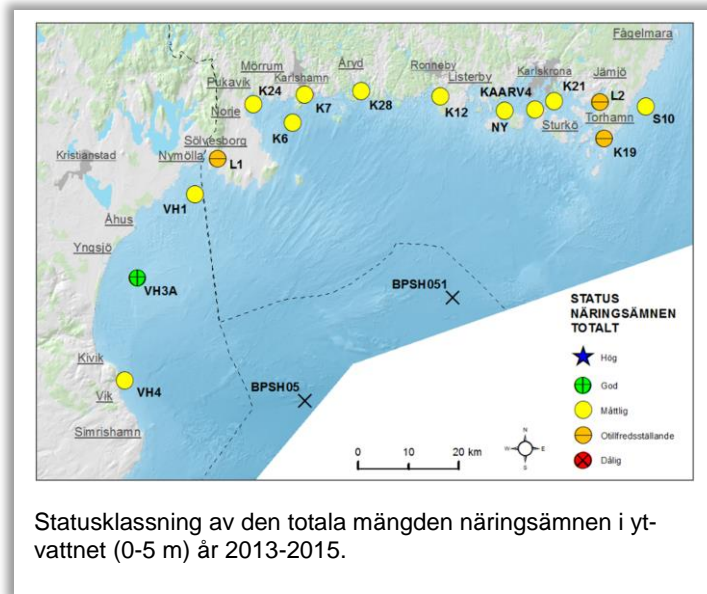 Fågelmara
Mörrum
Åryd
Ronneby
Karlskrona
Jämjö
Pukavik
K24
Karlshamn
Listerby
K7
K28
K12
KAARV4
K21
L2
Norje
K6
NY
Sturkö
Torhamn
S10
Sölvesborg
K19
Kristianstad
Nymölla
L1
VH1
Åhus
Yngsjö
VH3A
BPSH051
STATUS
NÄRINGSÄMNEN
TOTALT
Hög
God
Måttlig
Otillfredsställande
Dålig
Kivik
Vik
VH4
BPSH05
Simrishamn
N
W
E
S
0 10 20 km
Statusklassning av den totala mängden näringsämnen i yt-
vattnet (0-5 m) år 2013-2015.